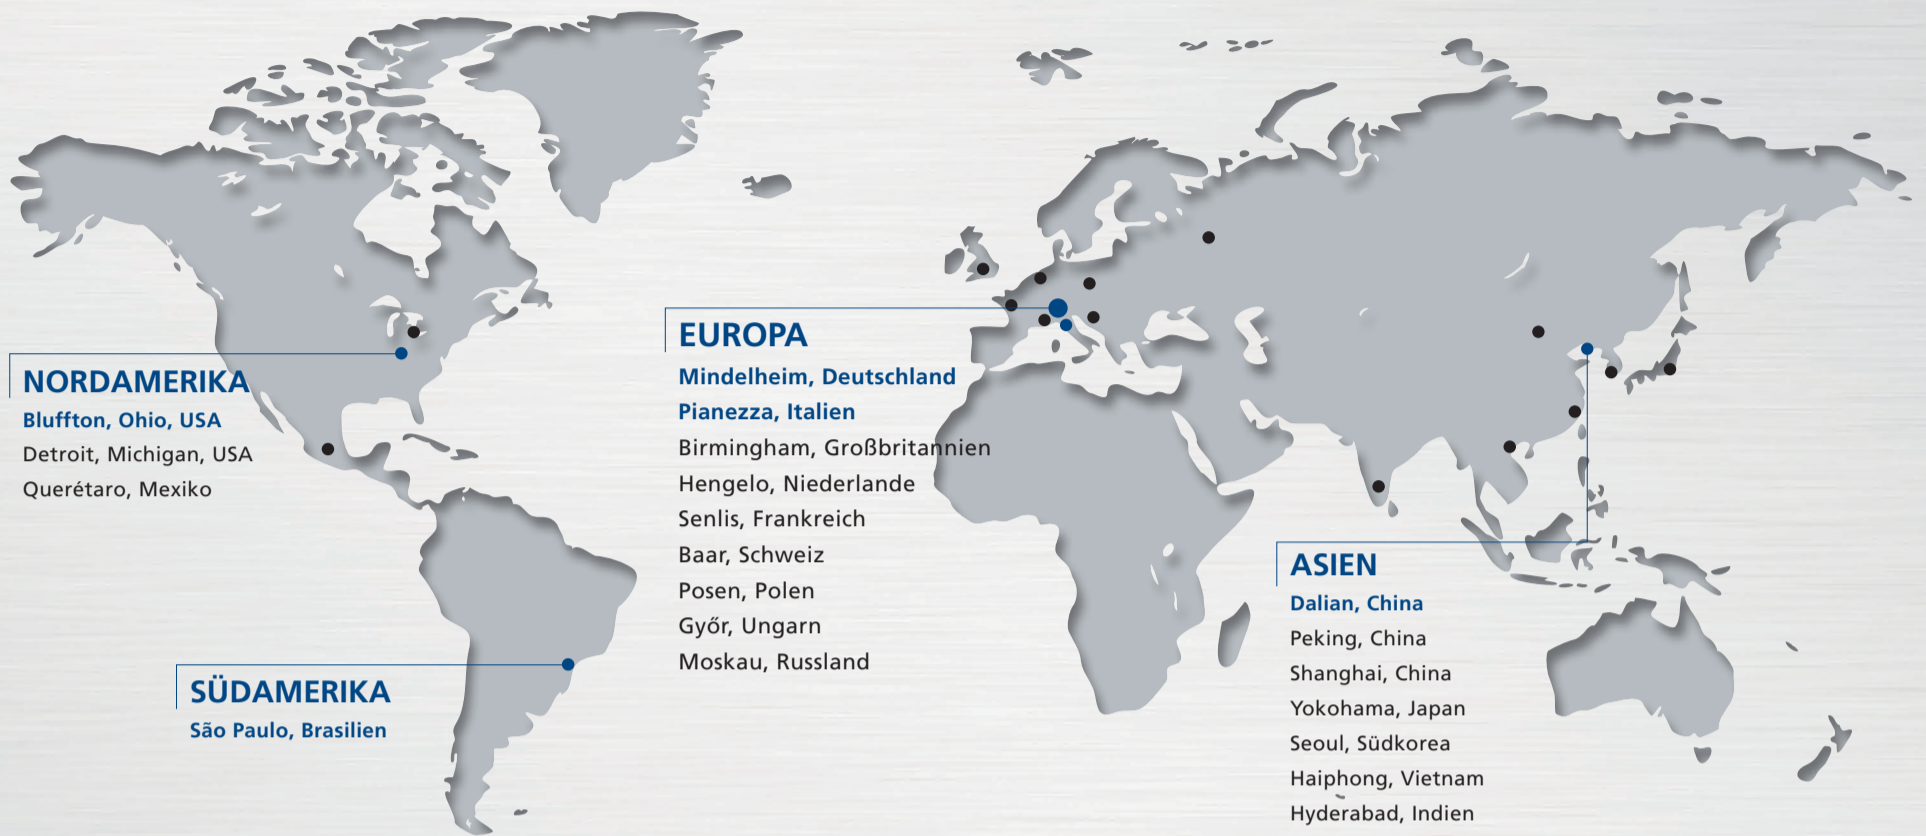 NORDAMERIKA
Bluffton, Ohio, USA
Detroit, Michigan, USA
Querétaro, Mexiko
SÜDAMERIKA
São Paulo, Brasilien
EUROPA
Mindelheim, Deutschland
Pianezza, Italien
Birmingham, Großbritannien
Hengelo, Niederlande
Senlis, Frankreich
Baar, Schweiz
Posen, Polen
Győr, Ungarn
Moskau, Russland
ASIEN
Dalian, China
Peking, China
Shanghai, China
Yokohama, Japan
Seoul, Südkorea
Haiphong, Vietnam
Hyderabad, Indien